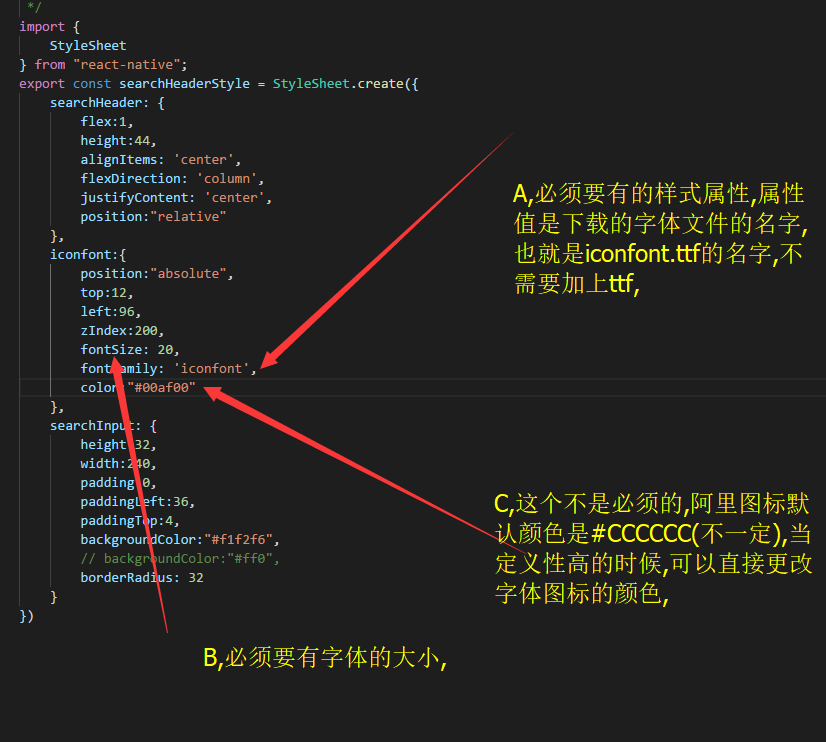 */
import {
StyleSheet
} from "react-native";
export const searchHeaderStyle = StyleSheet.create({
searchHeader: {
flex:1,
height:44,
alignItems: 'center',
flexDirection: 'column',
justifyContent: 'center',
position:"relative"
},
iconfont:{
position:"absolute",
top:12,
left:96,
zIndex:200,
fontSize: 20,
fontFamily: 'iconfont',
color:"#00af00"
},
searchInput: {
height:32,
width:240,
padding:0,
paddingLeft:36,
paddingTop:4,
backgroundColor:"#f1f2f6",
// backgroundColor:"#ff0",
borderRadius: 32
}
})
A,必须要有的样式属性,属性
值是下载的字体文件的名字,
也就是iconfont.ttf的名字,不
需要加上ttf,
C,这个不是必须的,阿里图标默
认颜色是#CCCCCC(不一定),当
定义性高的时候,可以直接更改
字体图标的颜色,
B,必须要有字体的大小,